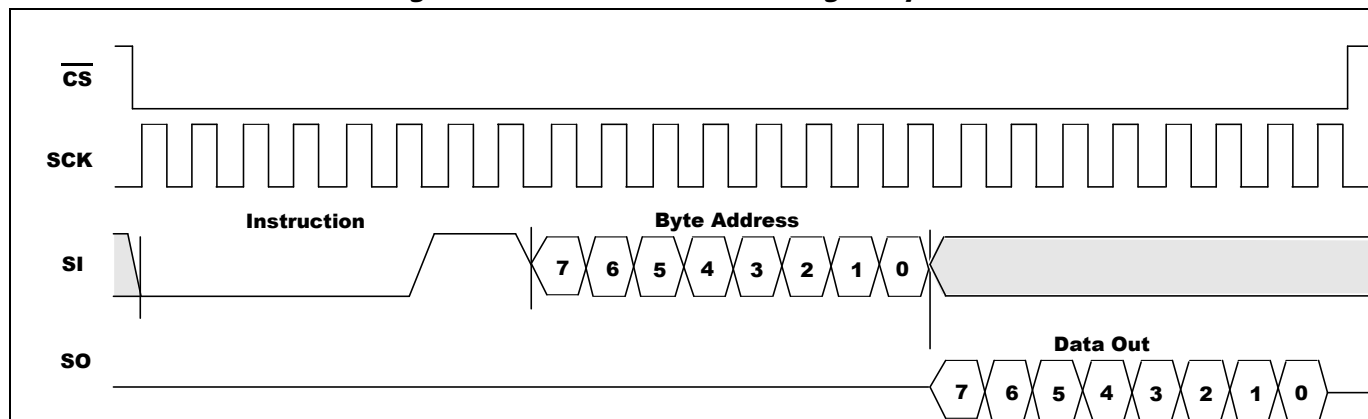 CS
SCK
Instruction
Byte Address
SI
7 6 5 4 3 2 1 0
SO
Data Out
7 6 5 4 3 2 1 0